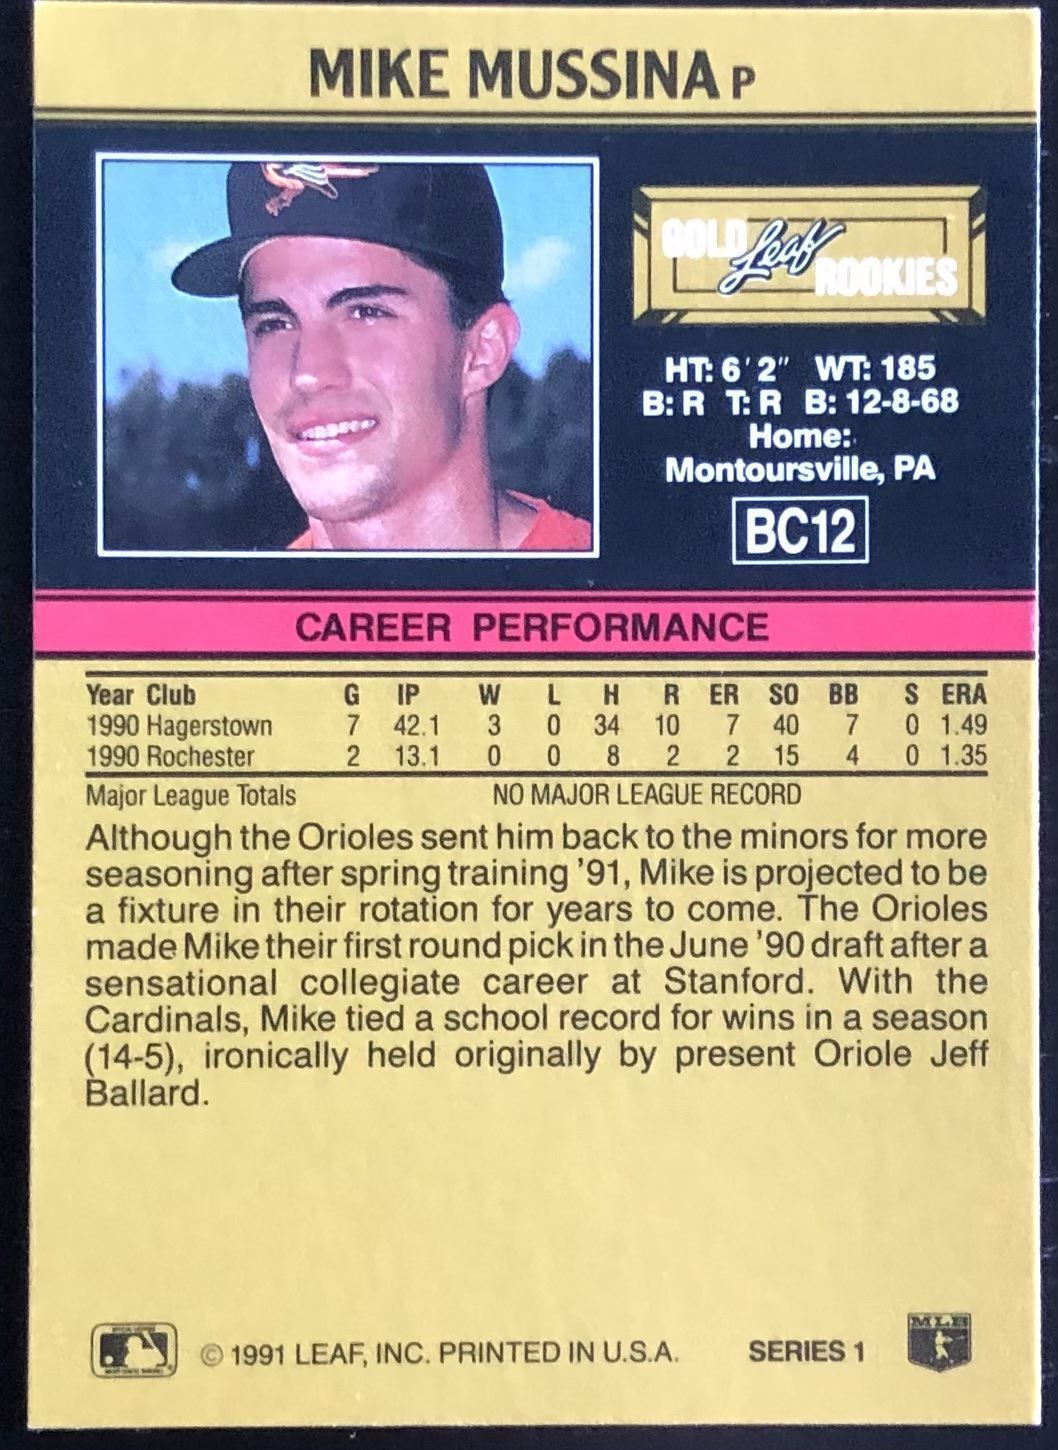 MIKE MUSSINA P
GOLD Leaf ROOKIES
HT: 6'2" WT: 185
B: R T: R B: 12-8-68
Home:
Montoursville, PA
BC12
CAREER PERFORMANCE
Year Club G IP W L H R ER SO BB S ERA
1990 Hagerstown 7 42.1 3 0 34 10 7 40 7 0 1.49
1990 Rochester 2 13.1 0 0 8 2 2 15 4 0 1.35
Major League Totals NO MAJOR LEAGUE RECORD
Although the Orioles sent him back to the minors for more
seasoning after spring training '91, Mike is projected to be
a fixture in their rotation for years to come. The Orioles
made Mike their first round pick in the June '90 draft after a
sensational collegiate career at Stanford. With the
Cardinals, Mike tied a school record for wins in a season
(14-5), ironically held originally by present Oriole Jeff
Ballard.
© 1991 LEAF, INC. PRINTED IN U.S.A. SERIES 1